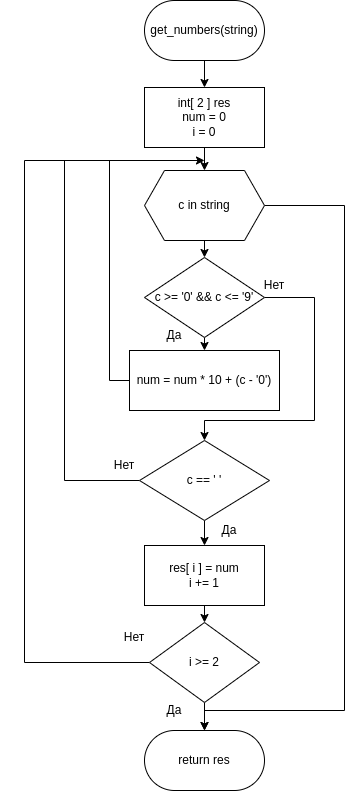 get_numbers(string)
int[ 2 ] res
num = 0
i = 0
c in string
c >= '0' && c <= '9'
Нет
Да
num = num * 10 + (c - '0')
Нет
c == ' '
Да
res[ i ] = num
i += 1
Нет
i >= 2
Да
return res